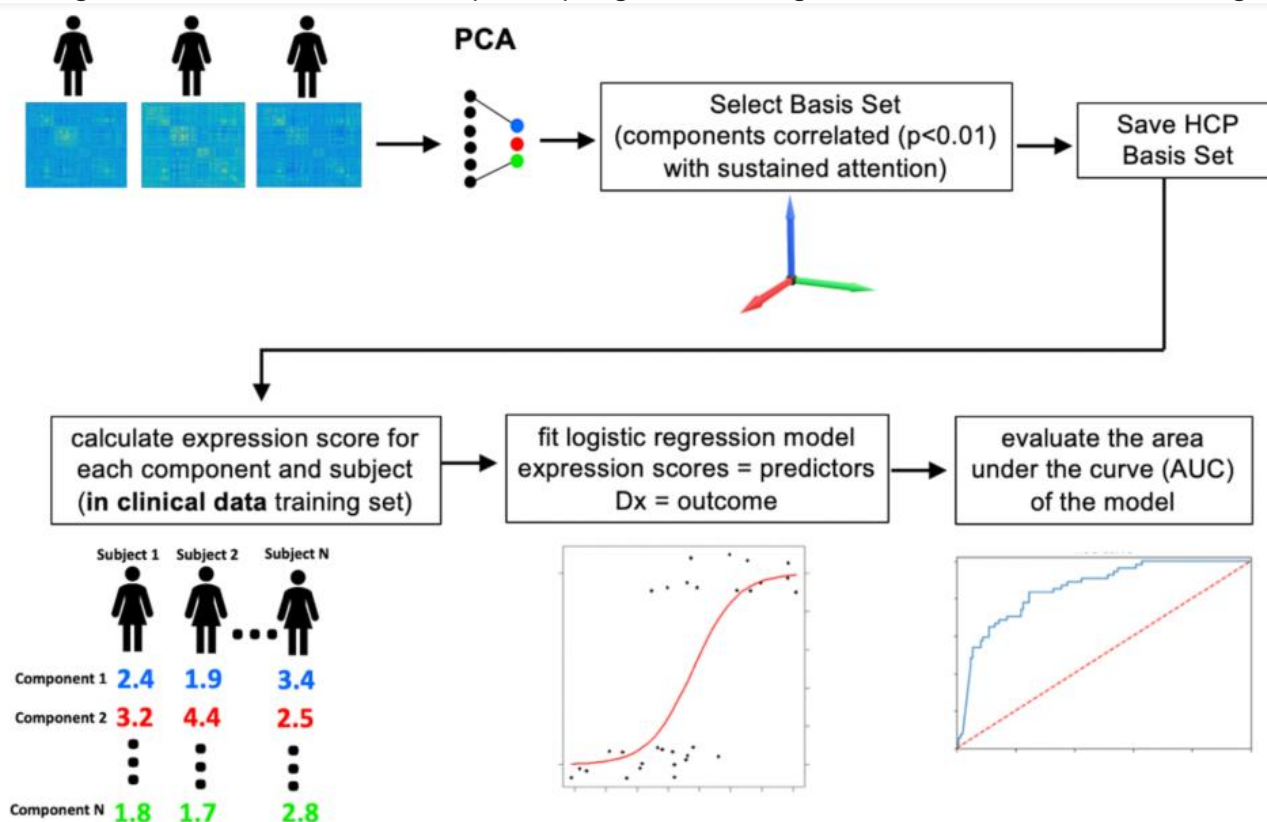 PCA
Select Basis Set
(components correlated (p<0.01)
with sustained attention)
Save HCP
Basis Set
calculate expression score for
each component and subject
(in clinical data training set)
fit logistic regression model
expression scores = predictors
Dx = outcome
evaluate the area
under the curve (AUC)
of the model
Subject 1 Subject 2 Subject N
Component 1 2.4 1.9 3.4
Component 2 3.2 4.4 2.5
Component N 1.8 1.7 2.8